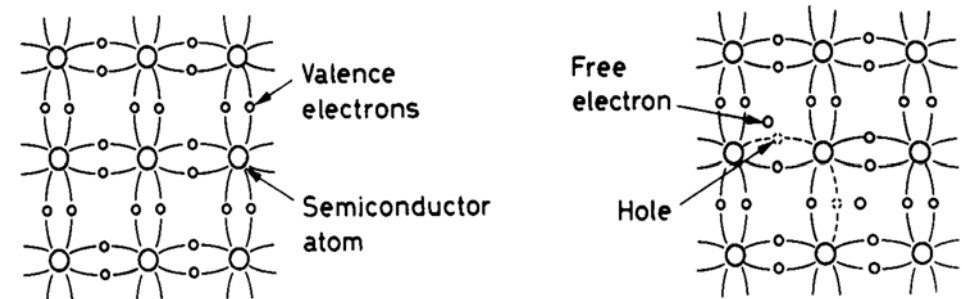 Valence
electrons
Semiconductor
atom
Free
electron
Hole